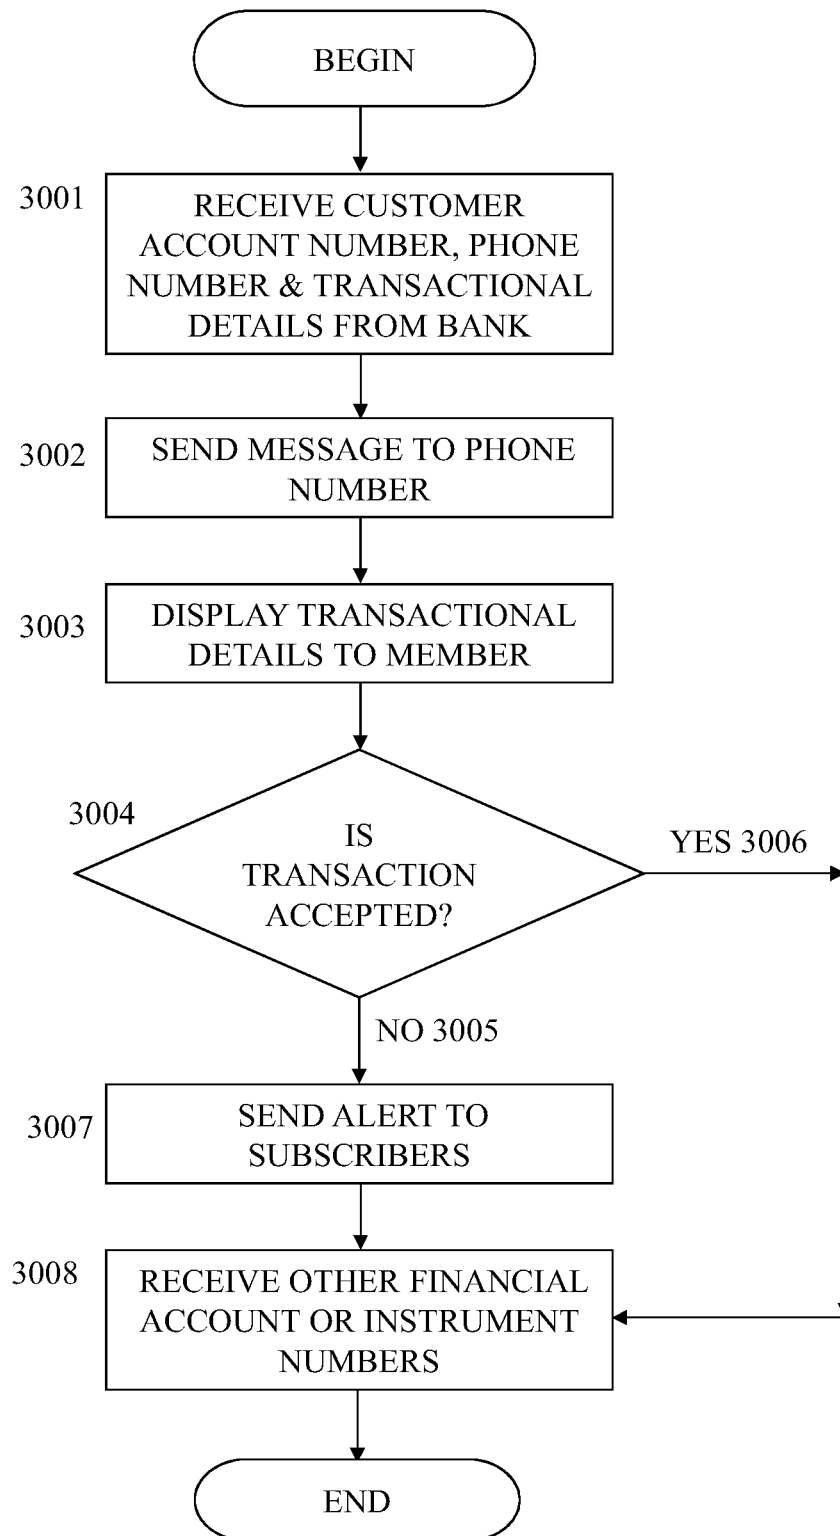 BEGIN
3001
RECEIVE CUSTOMER
ACCOUNT NUMBER, PHONE
NUMBER & TRANSACTIONAL
DETAILS FROM BANK
3002
SEND MESSAGE TO PHONE
NUMBER
3003
DISPLAY TRANSACTIONAL
DETAILS TO MEMBER
3004
IS
TRANSACTION
ACCEPTED?
YES 3006
NO 3005
3007
SEND ALERT TO
SUBSCRIBERS
3008
RECEIVE OTHER FINANCIAL
ACCOUNT OR INSTRUMENT
NUMBERS
END